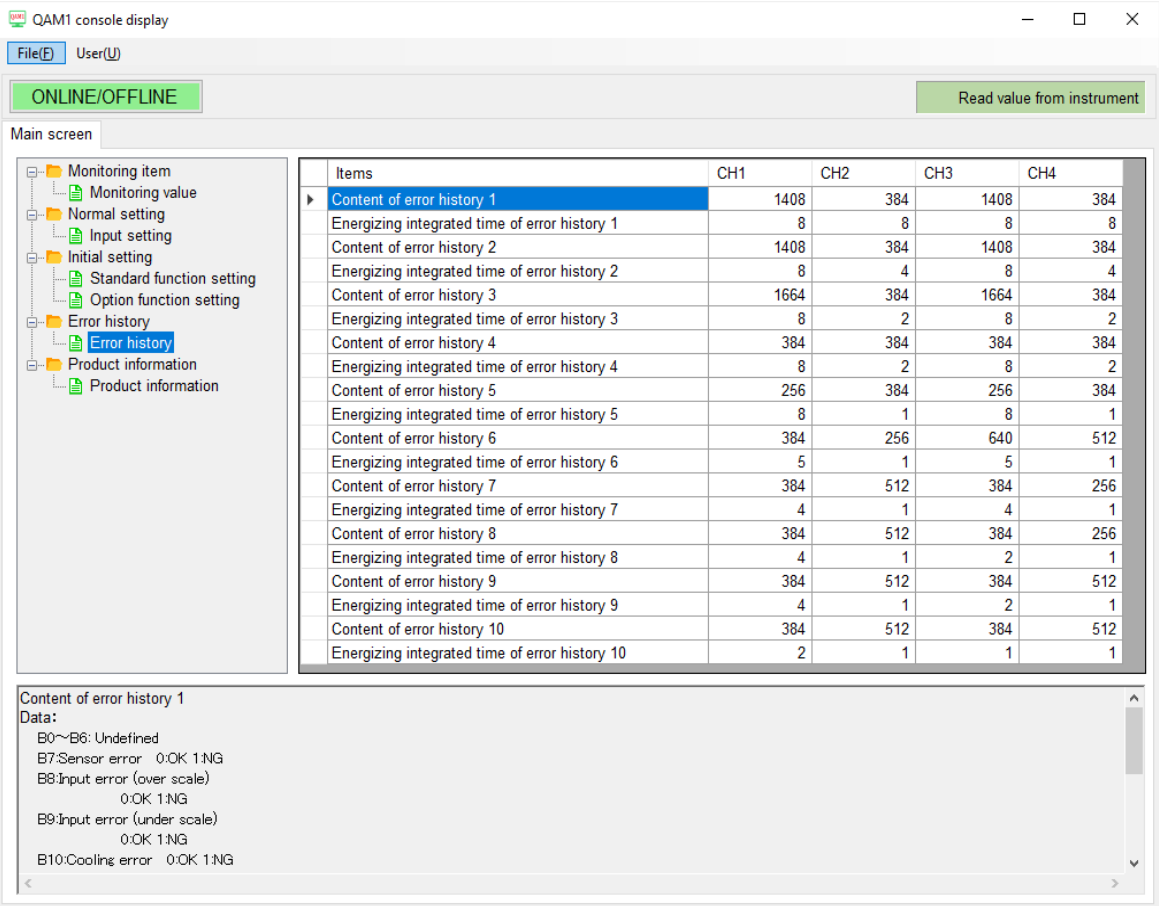 QAM1 QAM1 console display
File(F) User(U)
ONLINE/OFFLINE Read value from instrument
Main screen
Monitoring item
Monitoring value
Normal setting
Input setting
Initial setting
Standard function setting
Option function setting
Error history
Error history
Product information
Product information
Items CH1 CH2 CH3 CH4
Content of error history 1 1408 384 1408 384
Energizing integrated time of error history 1 8 8 8 8
Content of error history 2 1408 384 1408 384
Energizing integrated time of error history 2 8 4 8 4
Content of error history 3 1664 384 1664 384
Energizing integrated time of error history 3 8 2 8 2
Content of error history 4 384 384 384 384
Energizing integrated time of error history 4 8 2 8 2
Content of error history 5 256 384 256 384
Energizing integrated time of error history 5 8 1 8 1
Content of error history 6 384 256 640 512
Energizing integrated time of error history 6 5 1 5 1
Content of error history 7 384 512 384 256
Energizing integrated time of error history 7 4 1 4 1
Content of error history 8 384 512 384 256
Energizing integrated time of error history 8 4 1 2 1
Content of error history 9 384 512 384 512
Energizing integrated time of error history 9 4 1 2 1
Content of error history 10 384 512 384 512
Energizing integrated time of error history 10 2 1 1 1
Content of error history 1
Data:
B0～B6: Undefined
B7:Sensor error 0:OK 1:NG
B8:Input error (over scale)
0:OK 1:NG
B9:Input error (under scale)
0:OK 1:NG
B10:Cooling error 0:OK 1:NG